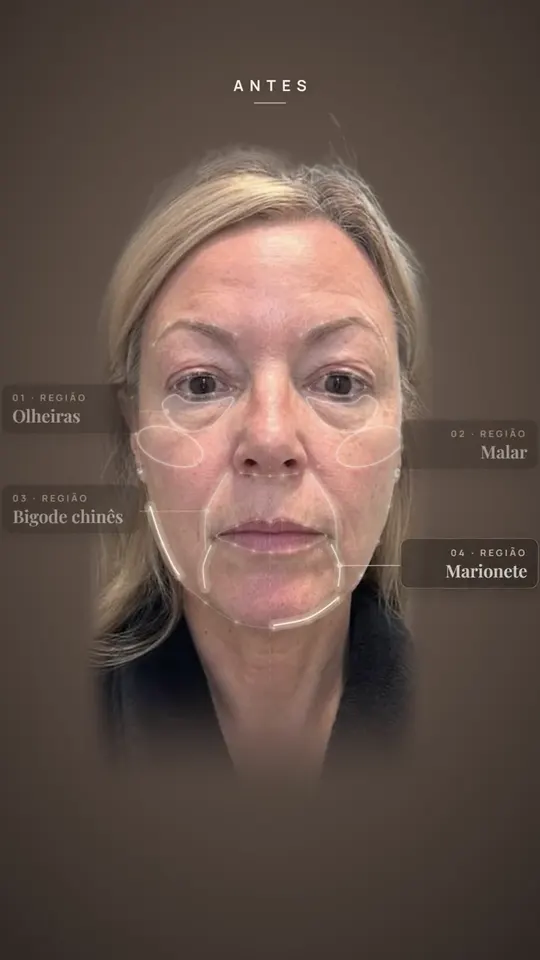 ANTES
01 · REGIÃO
Olheiras
02 · REGIÃO
Malar
03 · REGIÃO
Bigode chinês
04 · REGIÃO
Marionete